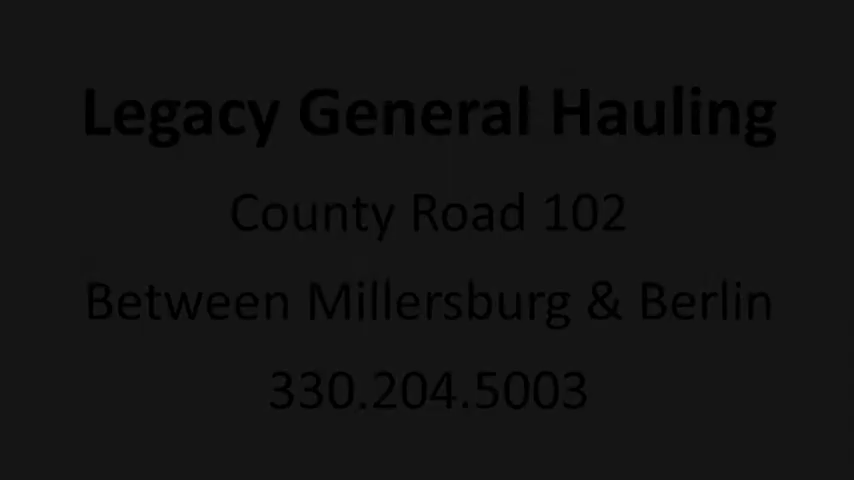 Legacy General Hauling
County Road 102
Between Millersburg & Berlin
330.204.5003